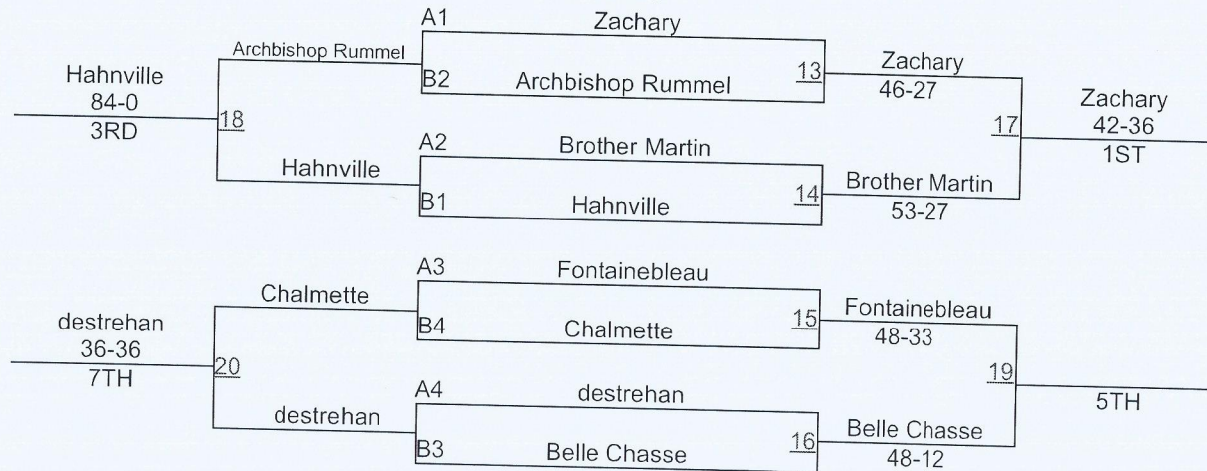 A1
Zachary
Archbishop Rummel
B2
Archbishop Rummel
13
Zachary
46-27
Hahnville
84-0
3RD
18
Zachary
42-36
1ST
17
A2
Brother Martin
Hahnville
B1
Hahnville
14
Brother Martin
53-27
A3
Fontainebleau
Chalmette
B4
Chalmette
15
Fontainebleau
48-33
destrehan
36-36
7TH
20
19
5TH
A4
destrehan
destrehan
B3
Belle Chasse
16
Belle Chasse
48-12